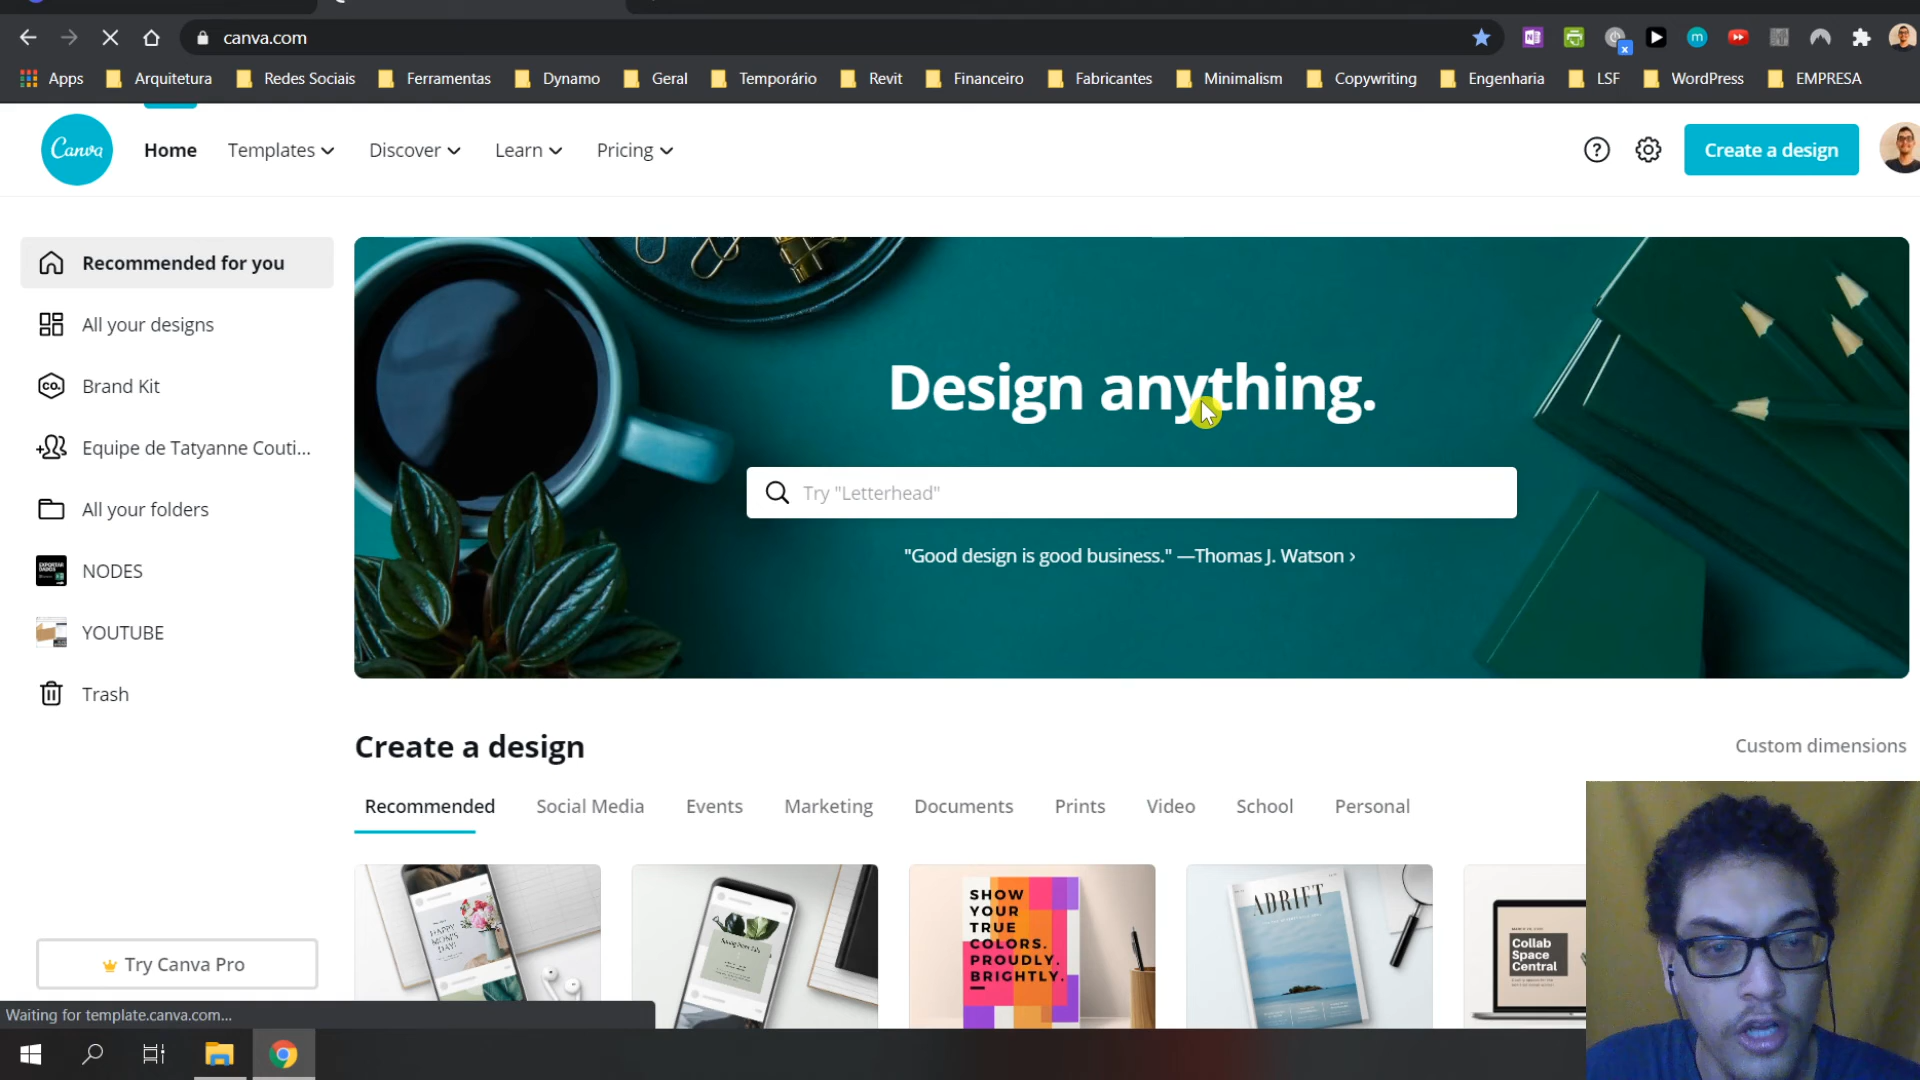 canva.com
Apps Arquitetura Redes Sociais Ferramentas Dynamo Geral Temporário Revit Financeiro Fabricantes Minimalism Copywriting Engenharia LSF WordPress EMPRESA
Canva Home Templates Discover Learn Pricing Create a design
Recommended for you
All your designs
CO. Brand Kit
Equipe de Tatyanne Couti...
All your folders
NODES
YOUTUBE
Trash
Try Canva Pro
Design anything.
Try "Letterhead"
"Good design is good business." —Thomas J. Watson ›
Create a design
Custom dimensions
Recommended Social Media Events Marketing Documents Prints Video School Personal
HAPPY
MOM'S
DAY!
SHOW
YOUR
TRUE
COLORS.
PROUDLY.
BRIGHTLY.
ADRIFT
Collab
Space
Central
Waiting for template.canva.com...